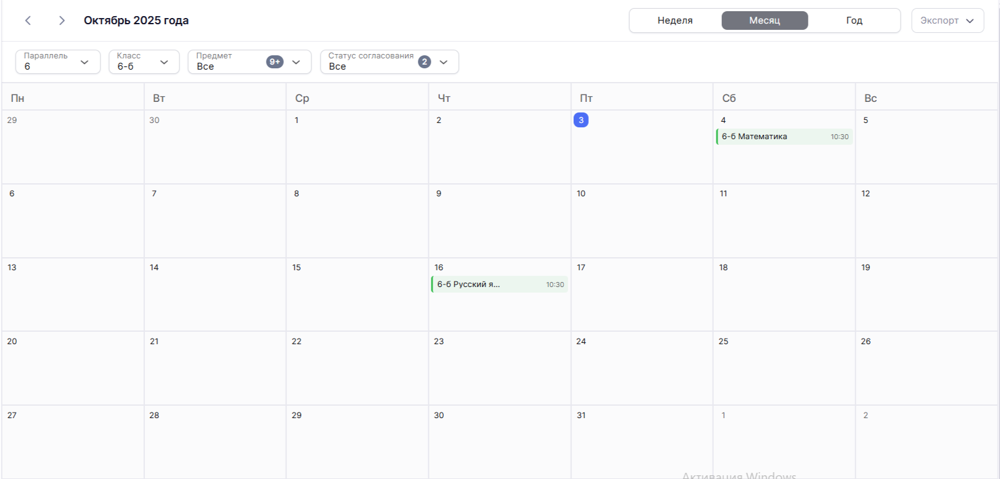 Октябрь 2025 года
Неделя Месяц Год Экспорт
Параллель 6
Класс 6-б
Предмет Все 9+
Статус согласования Все 2
Пн Вт Ср Чт Пт Сб Вс
29 30 1 2 3 4 5
6-б Математика 10:30
6 7 8 9 10 11 12
13 14 15 16 17 18 19
6-б Русский я... 10:30
20 21 22 23 24 25 26
27 28 29 30 31 1 2
Активация Windows